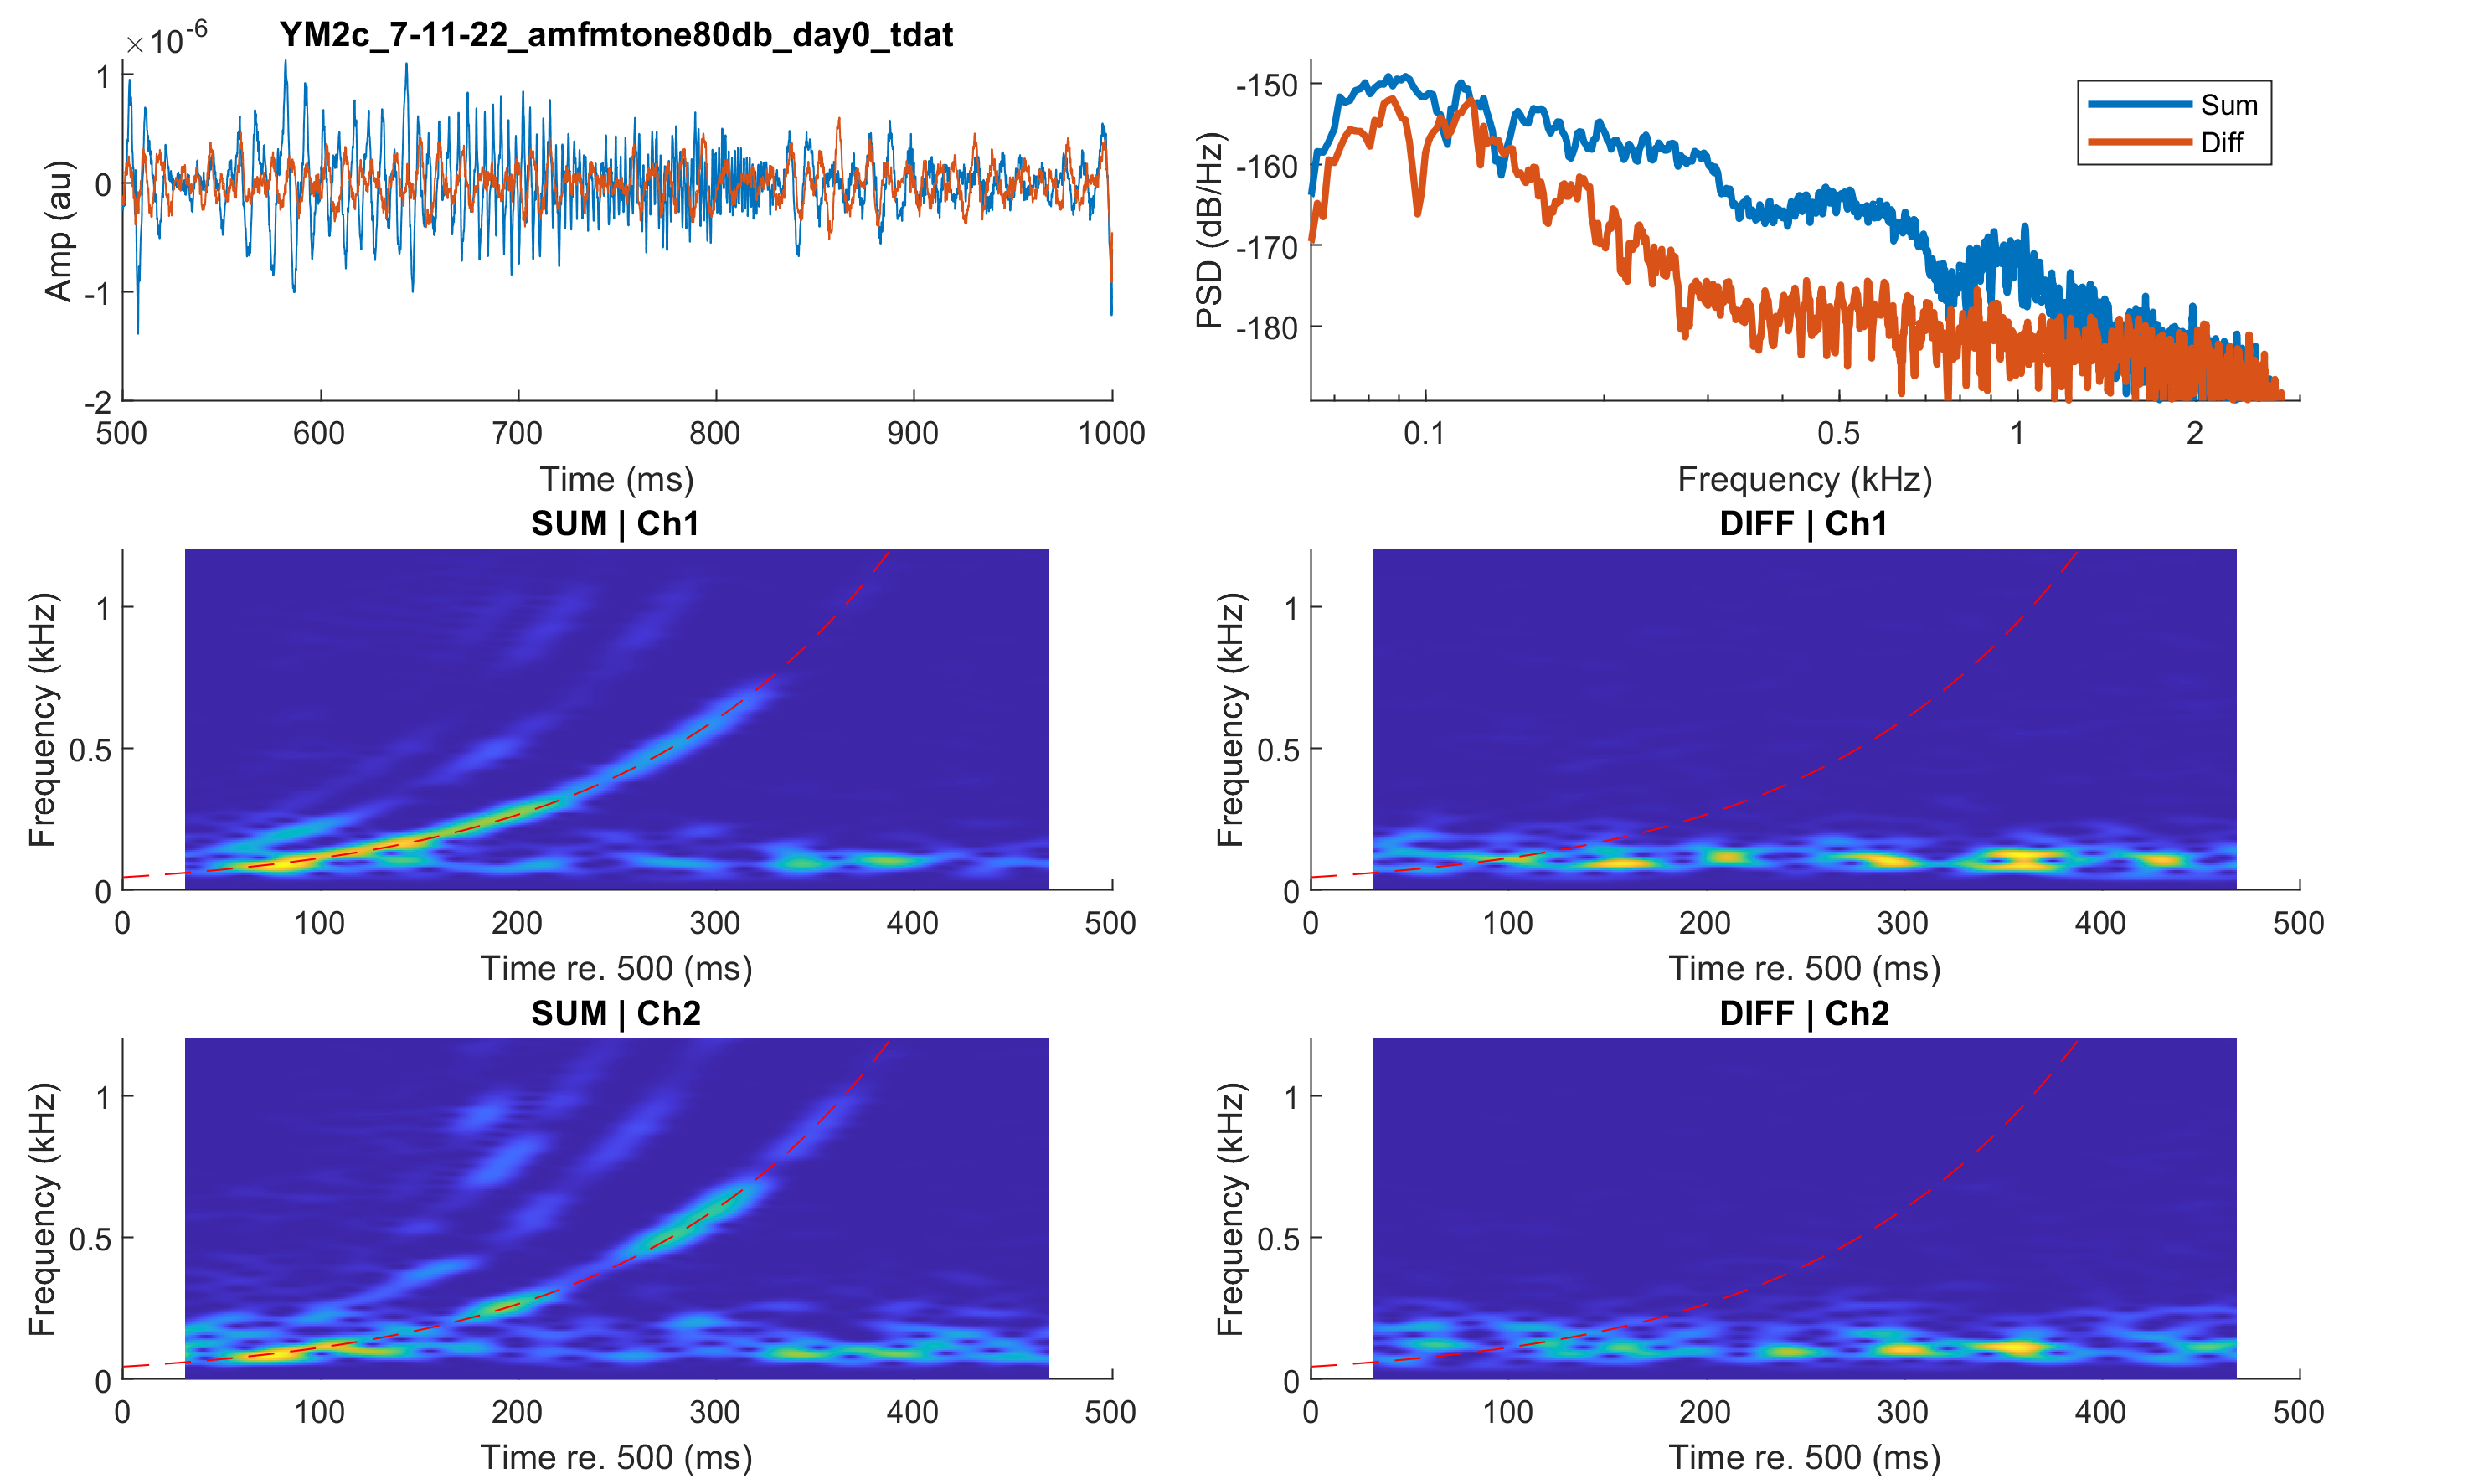 YM2c_7-11-22_amfmtone80db_day0_tdat
×10-6
1
0
-1
-2
Amp (au)
500 600 700 800 900 1000
Time (ms)
-150
-160
-170
-180
PSD (dB/Hz)
Sum
Diff
0.1 0.5 1 2
Frequency (kHz)
SUM | Ch1
1
0.5
0
Frequency (kHz)
0 100 200 300 400 500
Time re. 500 (ms)
DIFF | Ch1
1
0.5
0
Frequency (kHz)
0 100 200 300 400 500
Time re. 500 (ms)
SUM | Ch2
1
0.5
0
Frequency (kHz)
0 100 200 300 400 500
Time re. 500 (ms)
DIFF | Ch2
1
0.5
0
Frequency (kHz)
0 100 200 300 400 500
Time re. 500 (ms)